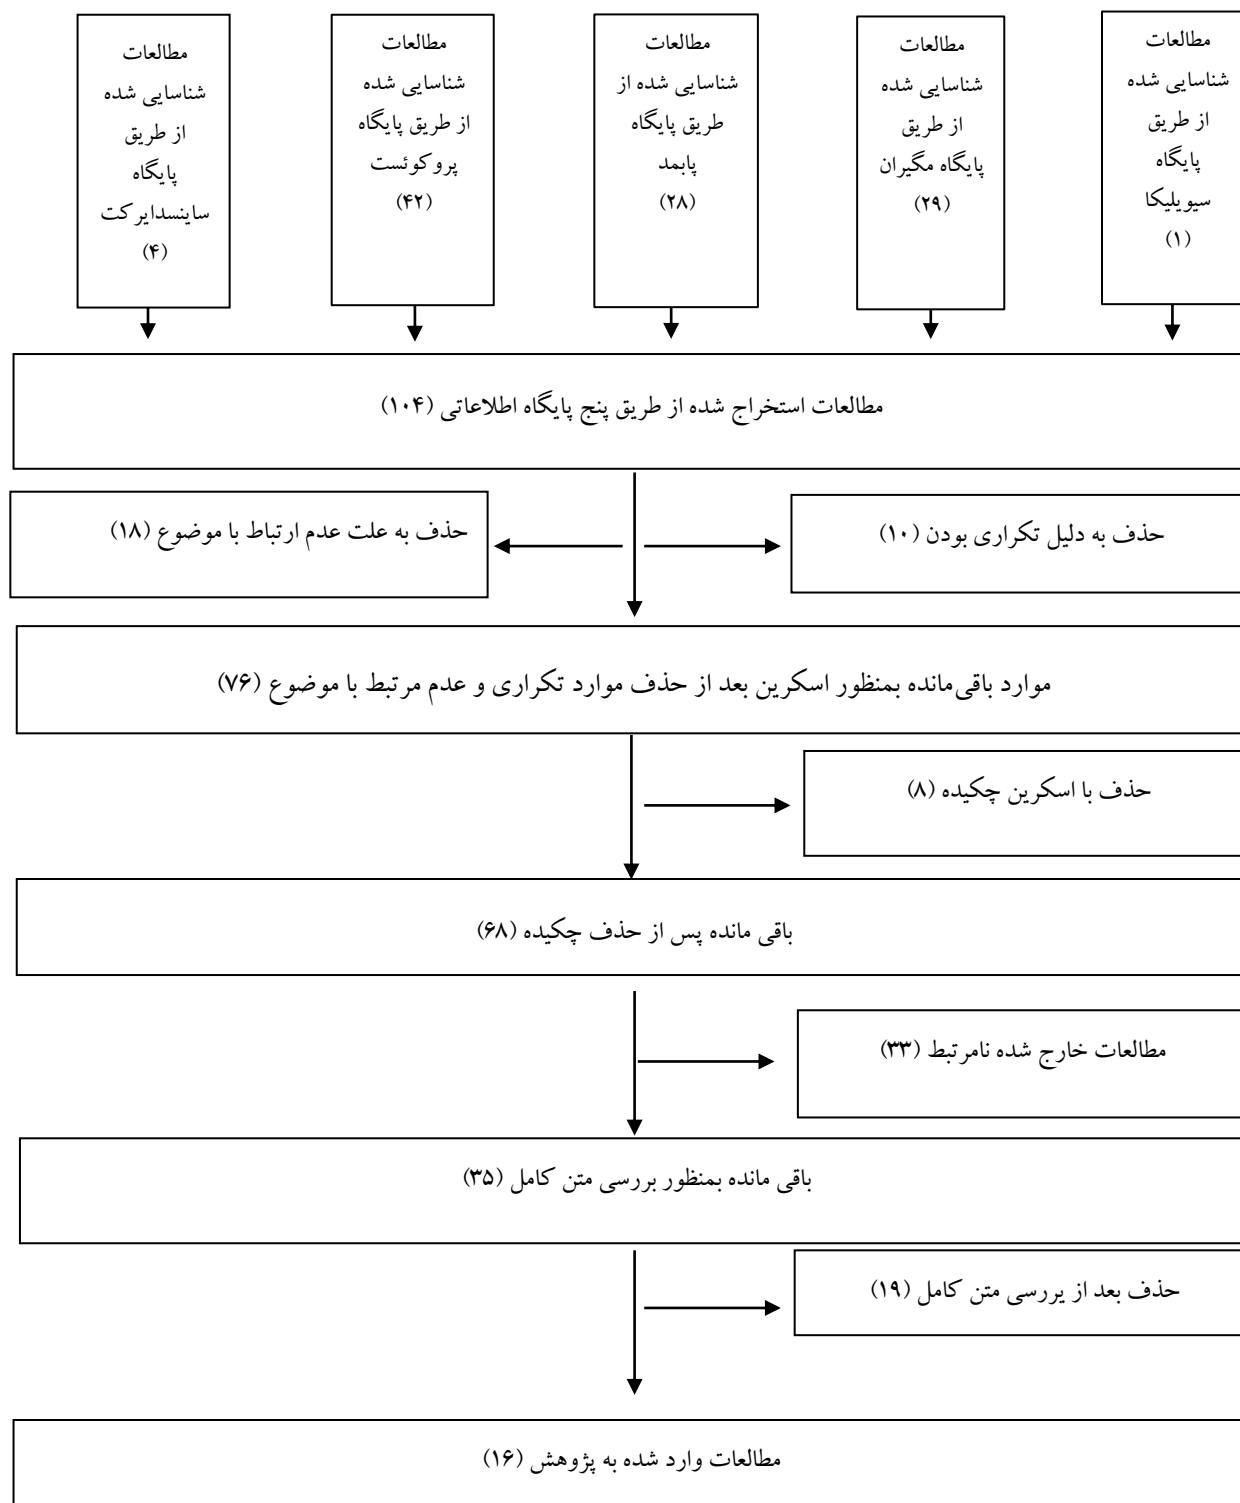 مطالعات
شناسایی شده
از طریق
پایگاه
سیویلیکا
(۱)
مطالعات
شناسایی شده
از طریق
پایگاه مگیران
(۲۹)
مطالعات
شناسایی شده از
طریق پایگاه
پابمد
(۲۸)
مطالعات
شناسایی شده
از طریق پایگاه
پروکوئست
(۴۲)
مطالعات
شناسایی شده
از طریق
پایگاه
ساینسدایرکت
(۴)
مطالعات استخراج شده از طریق پنج پایگاه اطلاعاتی (۱۰۴)
حذف به دلیل تکراری بودن (۱۰)
حذف به علت عدم ارتباط با موضوع (۱۸)
موارد باقی‌مانده بمنظور اسکرین بعد از حذف موارد تکراری و عدم مرتبط با موضوع (۷۶)
حذف با اسکرین چکیده (۸)
باقی مانده پس از حذف چکیده (۶۸)
مطالعات خارج شده نامرتبط (۳۳)
باقی مانده بمنظور بررسی متن کامل (۳۵)
حذف بعد از یررسی متن کامل (۱۹)
مطالعات وارد شده به پژوهش (۱۶)